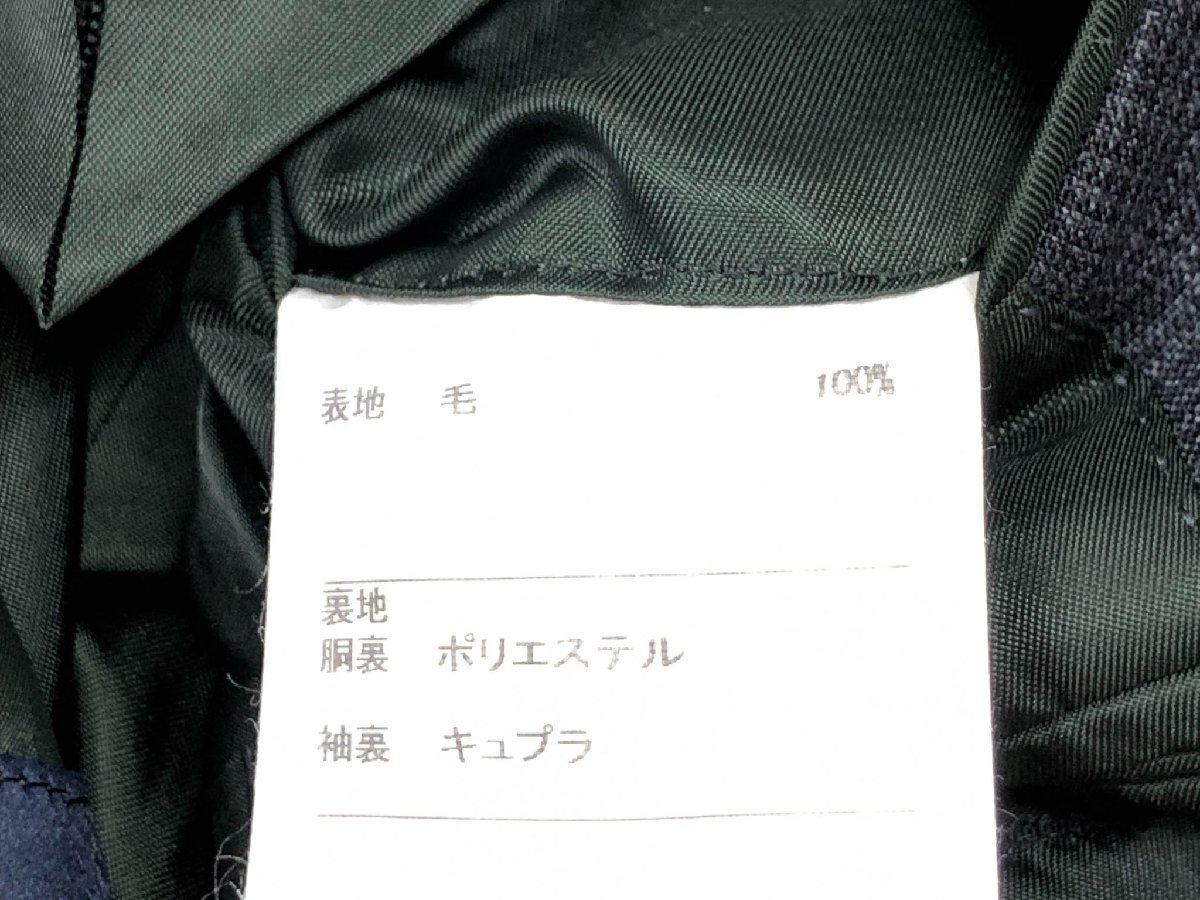 表地 毛 100%
裏地
胴裏 ポリエステル
袖裏 キュプラ